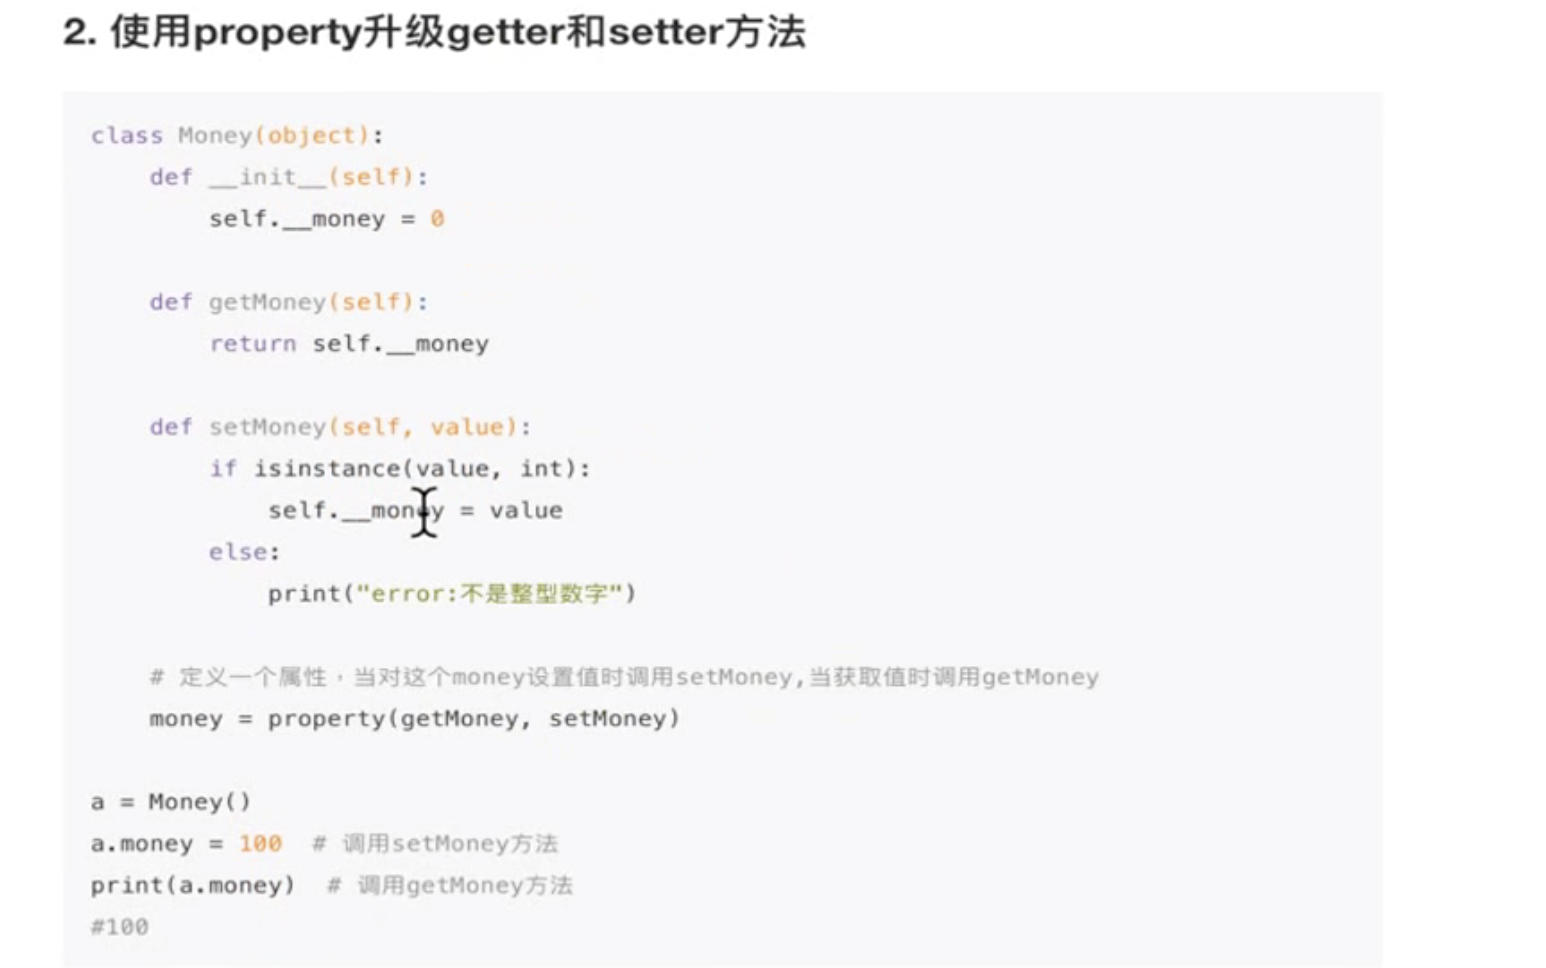 2. 使用property升级getter和setter方法
class Money(object):
def __init__(self):
self.__money = 0
def getMoney(self):
return self.__money
def setMoney(self, value):
if isinstance(value, int):
self.__money = value
else:
print("error:不是整型数字")
# 定义一个属性，当对这个money设置值时调用setMoney,当获取值时调用getMoney
money = property(getMoney, setMoney)
a = Money()
a.money = 100  # 调用setMoney方法
print(a.money)  # 调用getMoney方法
#100